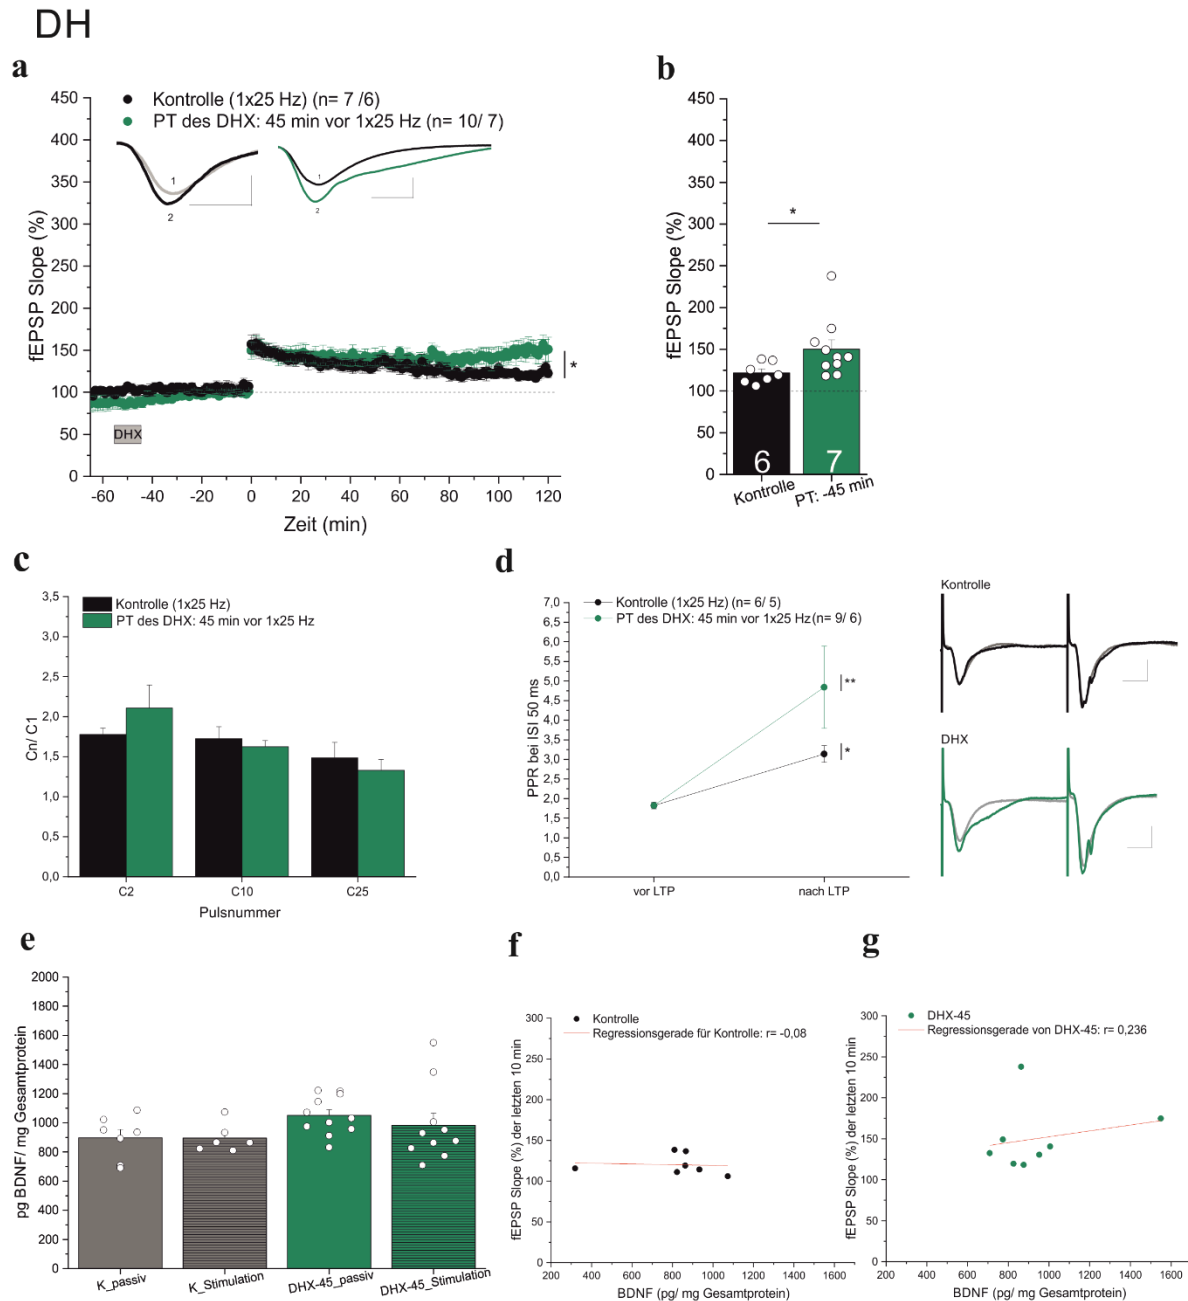 DH
a
Kontrolle (1x25 Hz) (n= 7 /6)
PT des DHX: 45 min vor 1x25 Hz (n= 10/ 7)
450
400
350
300
250
200
150
100
50
0
fEPSP Slope (%)
1
2
1
2
*
DHX
-60 -40 -20 0 20 40 60 80 100 120
Zeit (min)
b
450
400
350
300
250
200
150
100
50
0
fEPSP Slope (%)
*
6 7
Kontrolle PT: -45 min
c
3,5
3,0
2,5
2,0
1,5
1,0
0,5
0,0
Cn/ C1
Kontrolle (1x25 Hz)
PT des DHX: 45 min vor 1x25 Hz
C2 C10 C25
Pulsnummer
d
7,0
6,5
6,0
5,5
5,0
4,5
4,0
3,5
3,0
2,5
2,0
1,5
1,0
0,5
0,0
PPR bei ISI 50 ms
Kontrolle (1x25 Hz) (n= 6/ 5)
PT des DHX: 45 min vor 1x25 Hz (n= 9/ 6)
**
*
vor LTP nach LTP
Kontrolle
DHX
e
2000
1800
1600
1400
1200
1000
800
600
400
200
0
pg BDNF/ mg Gesamtprotein
K_passiv K_Stimulation DHX-45_passiv DHX-45_Stimulation
f
Kontrolle
Regressionsgerade für Kontrolle: r= -0,08
300
250
200
150
100
50
0
fEPSP Slope (%) der letzten 10 min
200 400 600 800 1000 1200 1400 1600
BDNF (pg/ mg Gesamtprotein)
g
DHX-45
Regressionsgerade von DHX-45: r= 0,236
300
250
200
150
100
50
0
fEPSP Slope (%) der letzten 10 min
200 400 600 800 1000 1200 1400 1600
BDNF (pg/ mg Gesamtprotein)